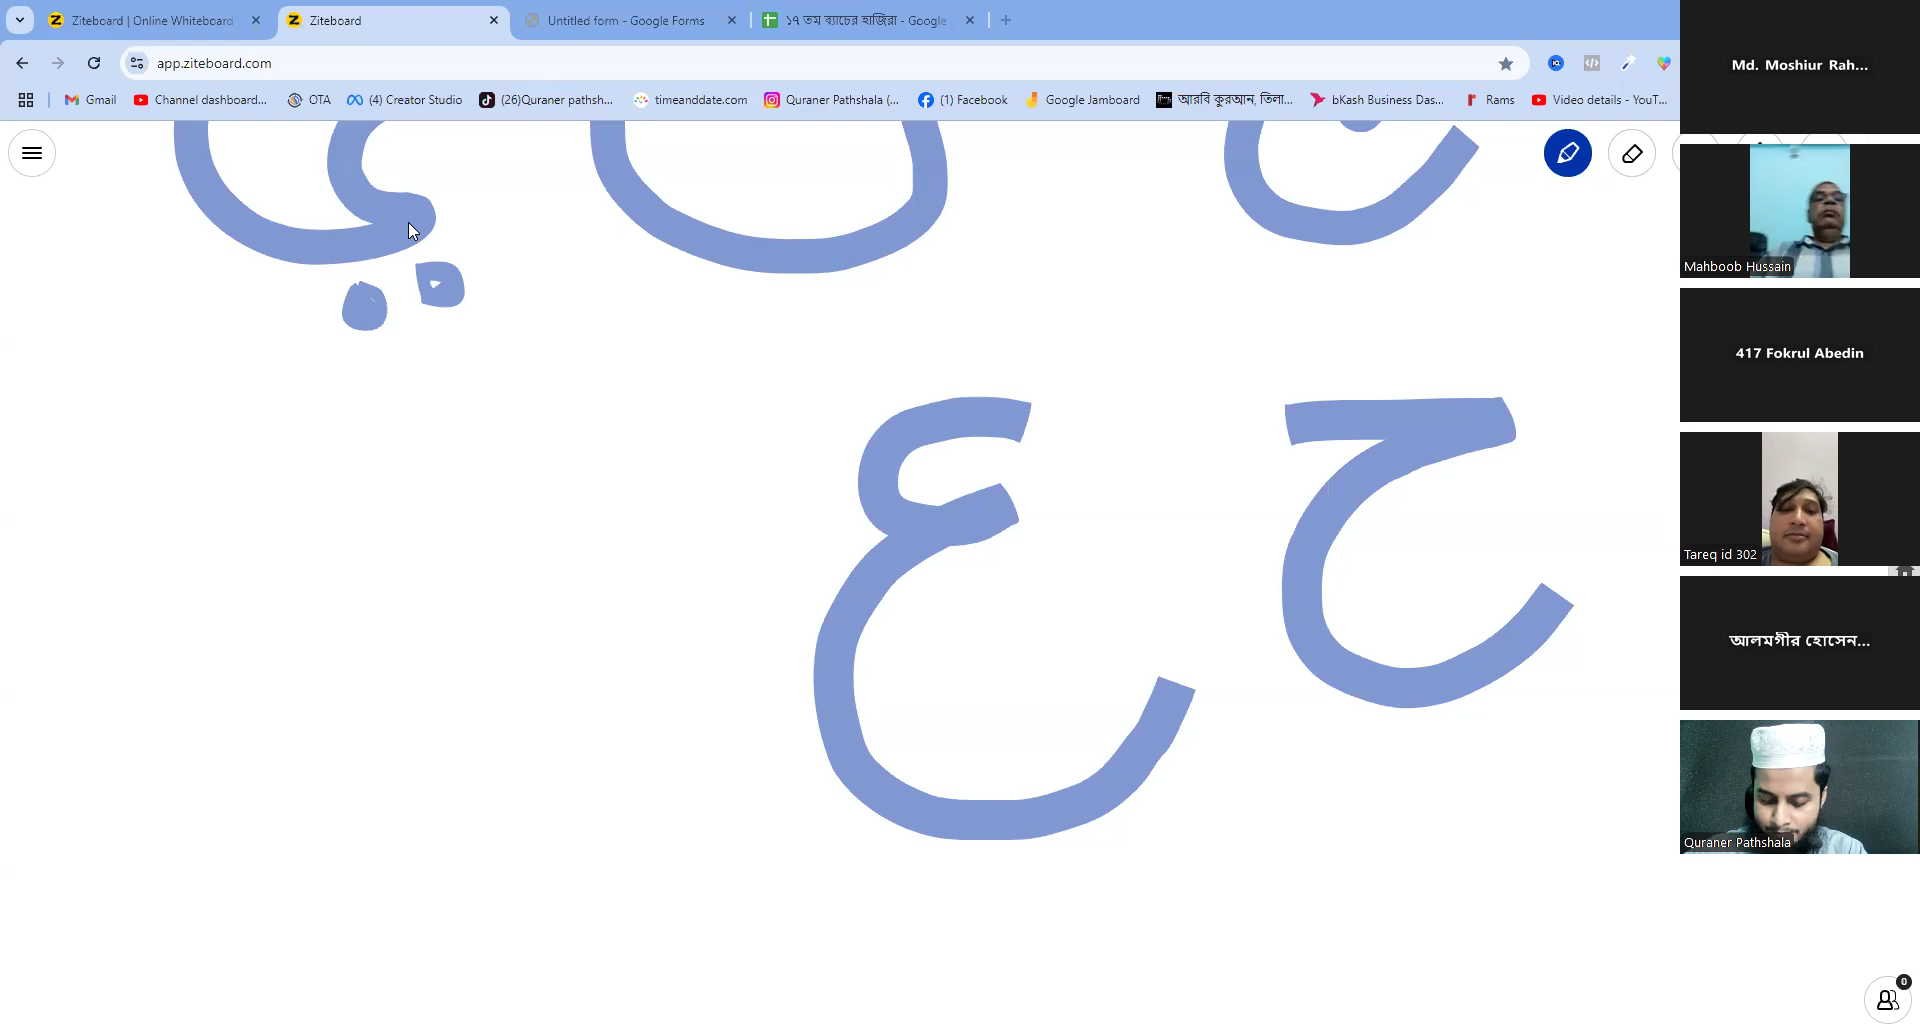 Ziteboard | Online Whiteboard
Ziteboard
Untitled form - Google Forms
১৭ তম ব্যাচের হাজিরা - Google
app.ziteboard.com
Gmail
Channel dashboard...
OTA
(4) Creator Studio
(26)Quraner pathsh...
timeanddate.com
Quraner Pathshala (...
(1) Facebook
Google Jamboard
আরবি কুরআন, তিলা...
bKash Business Das...
Rams
Video details - YouT...
Md. Moshiur Rah...
Mahboob Hussain
417 Fokrul Abedin
Tareq id 302
আলমগীর হোসেন...
Quraner Pathshala
ح ع
0